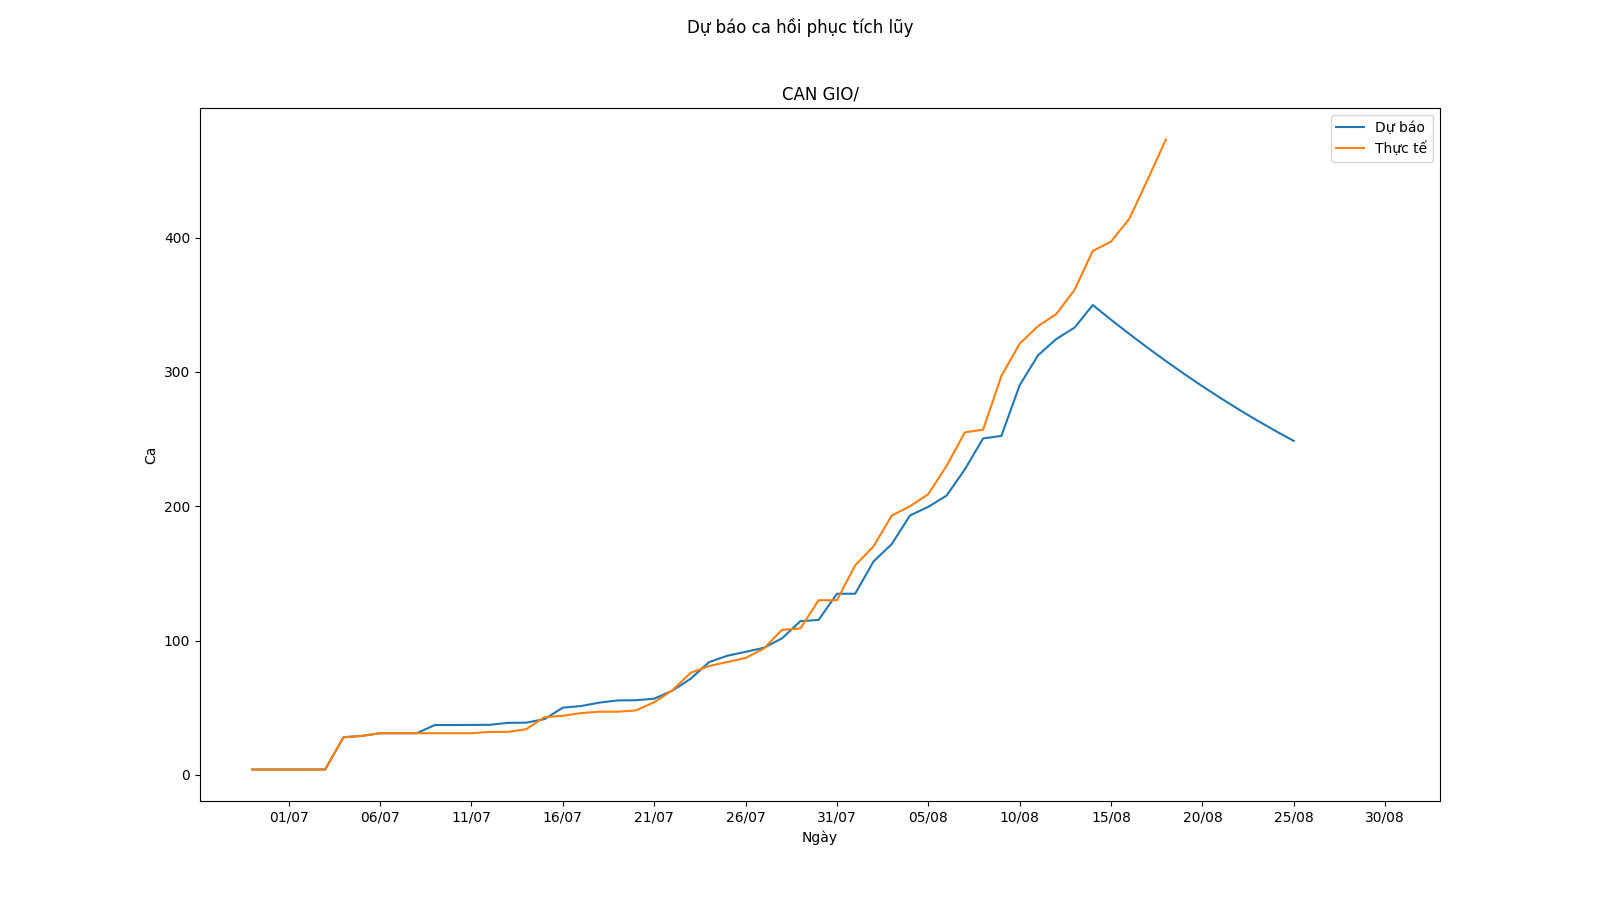 Dự báo ca hồi phục tích lũy
CAN GIO/
Dự báo
Thực tế
400
300
200
100
0
Ca
01/07 06/07 11/07 16/07 21/07 26/07 31/07 05/08 10/08 15/08 20/08 25/08 30/08
Ngày